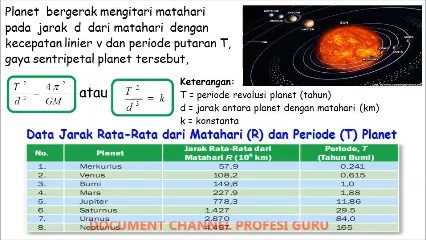 Planet bergerak mengitari matahari
pada jarak d dari matahari dengan
kecepatan linier v dan periode putaran T,
gaya sentripetal planet tersebut,
T² / d³ = 4π² / GM atau T² / d³ = k
Keterangan:
T = periode revolusi planet (tahun)
d = jarak antara planet dengan matahari (km)
k = konstanta
Data Jarak Rata-Rata dari Matahari (R) dan Periode (T) Planet
No. Planet Jarak Rata-Rata dari Matahari R (10⁶ km) Periode, T (Tahun Bumi)
1. Merkurius 57,9 0,241
2. Venus 108,2 0,615
3. Bumi 149,6 1,0
4. Mars 227,9 1,88
5. Jupiter 778,3 11,86
6. Saturnus 1.427 29,5
7. Uranus 2.870 84,0
8. Neptunus 4.497 165
DOCUMENT CHANNEL PROFESI GURU